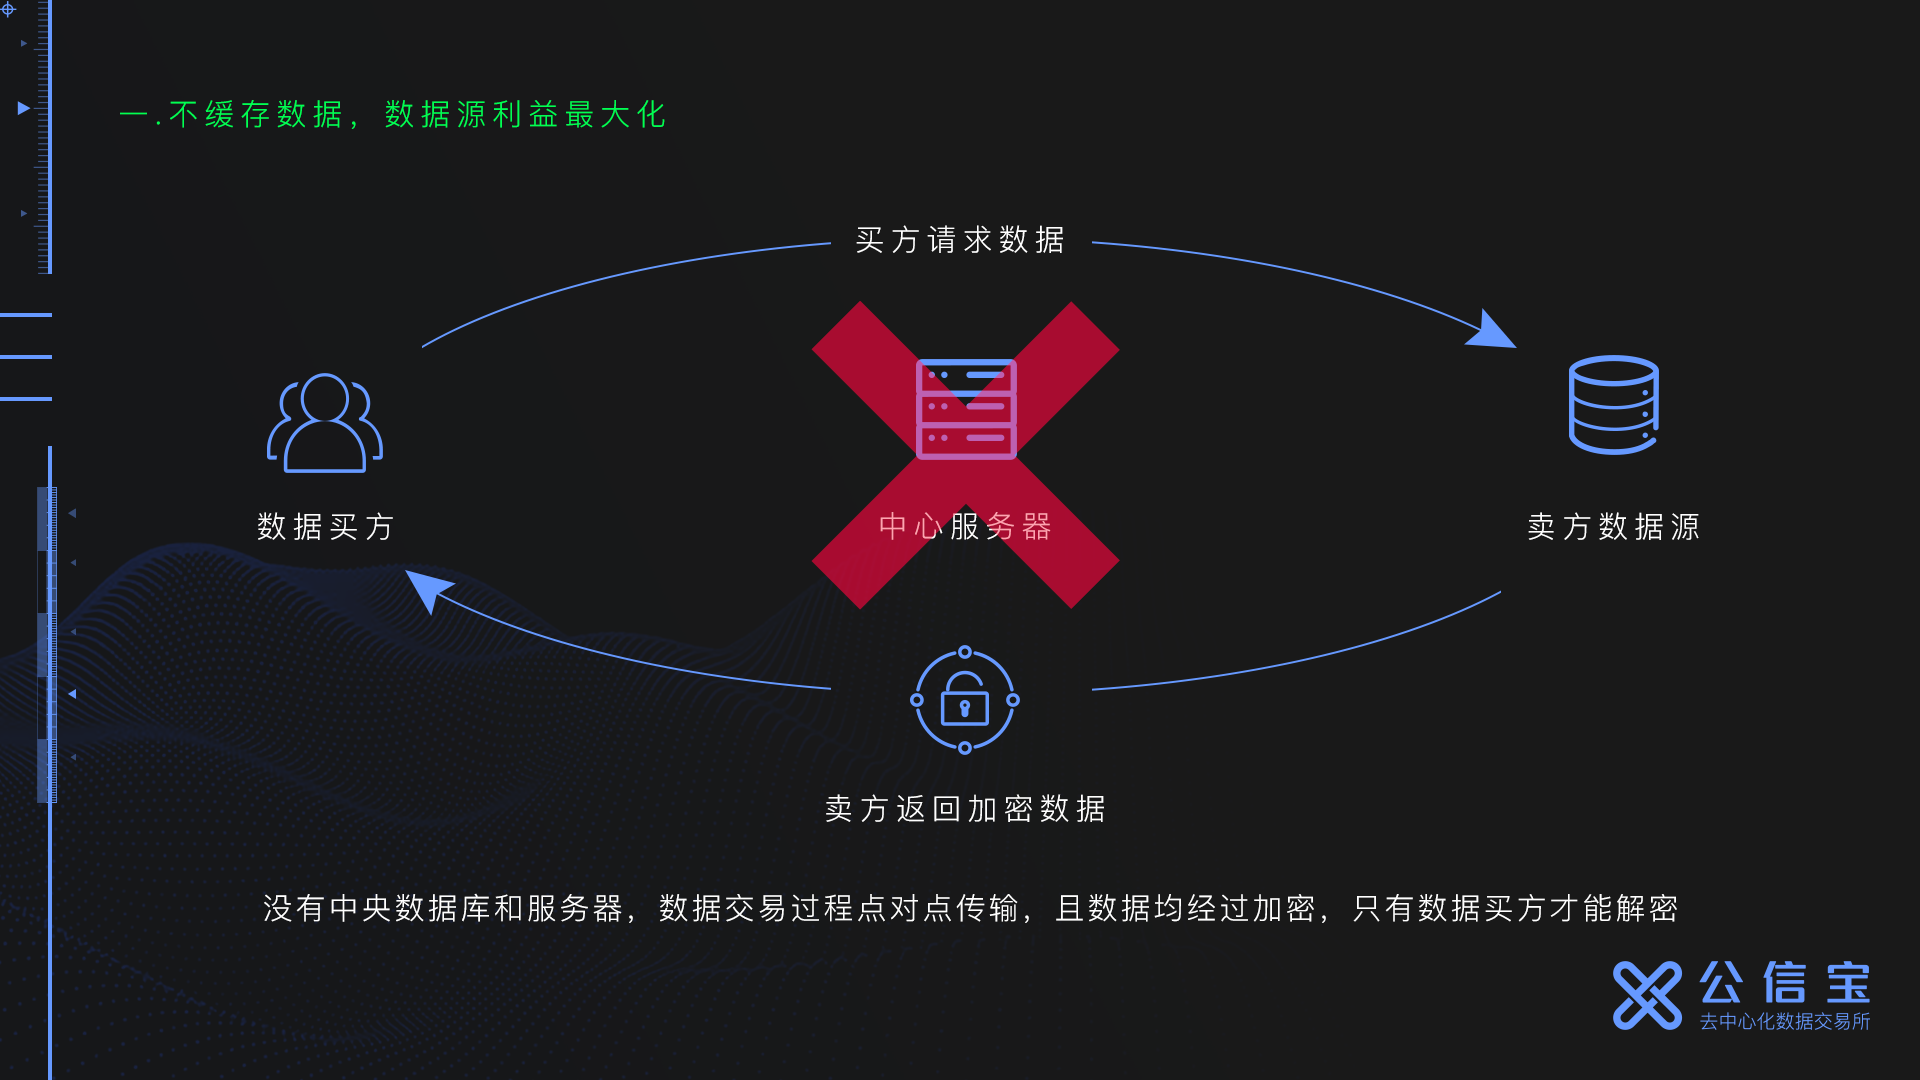 一.不缓存数据，数据源利益最大化
买方请求数据
数据买方
中心服务器
卖方数据源
卖方返回加密数据
没有中央数据库和服务器，数据交易过程点对点传输，且数据均经过加密，只有数据买方才能解密
公信宝
去中心化数据交易所